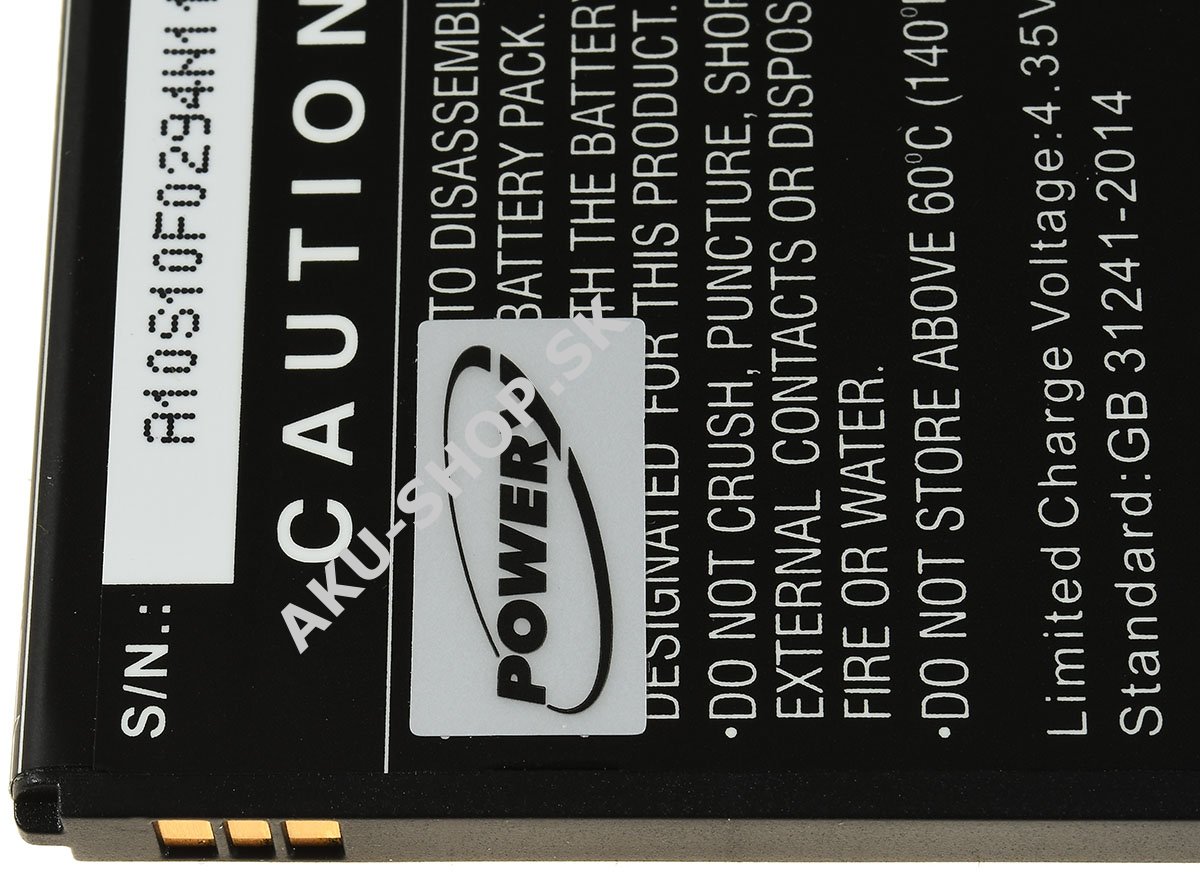 S/N.: A10S10F0294N1
CAUTION
TO DISASSEMBL
BATTERY PACK.
TH THE BATTERY
DESIGNATED FOR THIS PRODUCT.
•DO NOT CRUSH, PUNCTURE, SHOR
EXTERNAL CONTACTS OR DISPOS
FIRE OR WATER.
•DO NOT STORE ABOVE 60°C (140°F
Limited Charge Voltage:4.35V
Standard:GB 31241-2014
POWERY
AKU-SHOP.SK